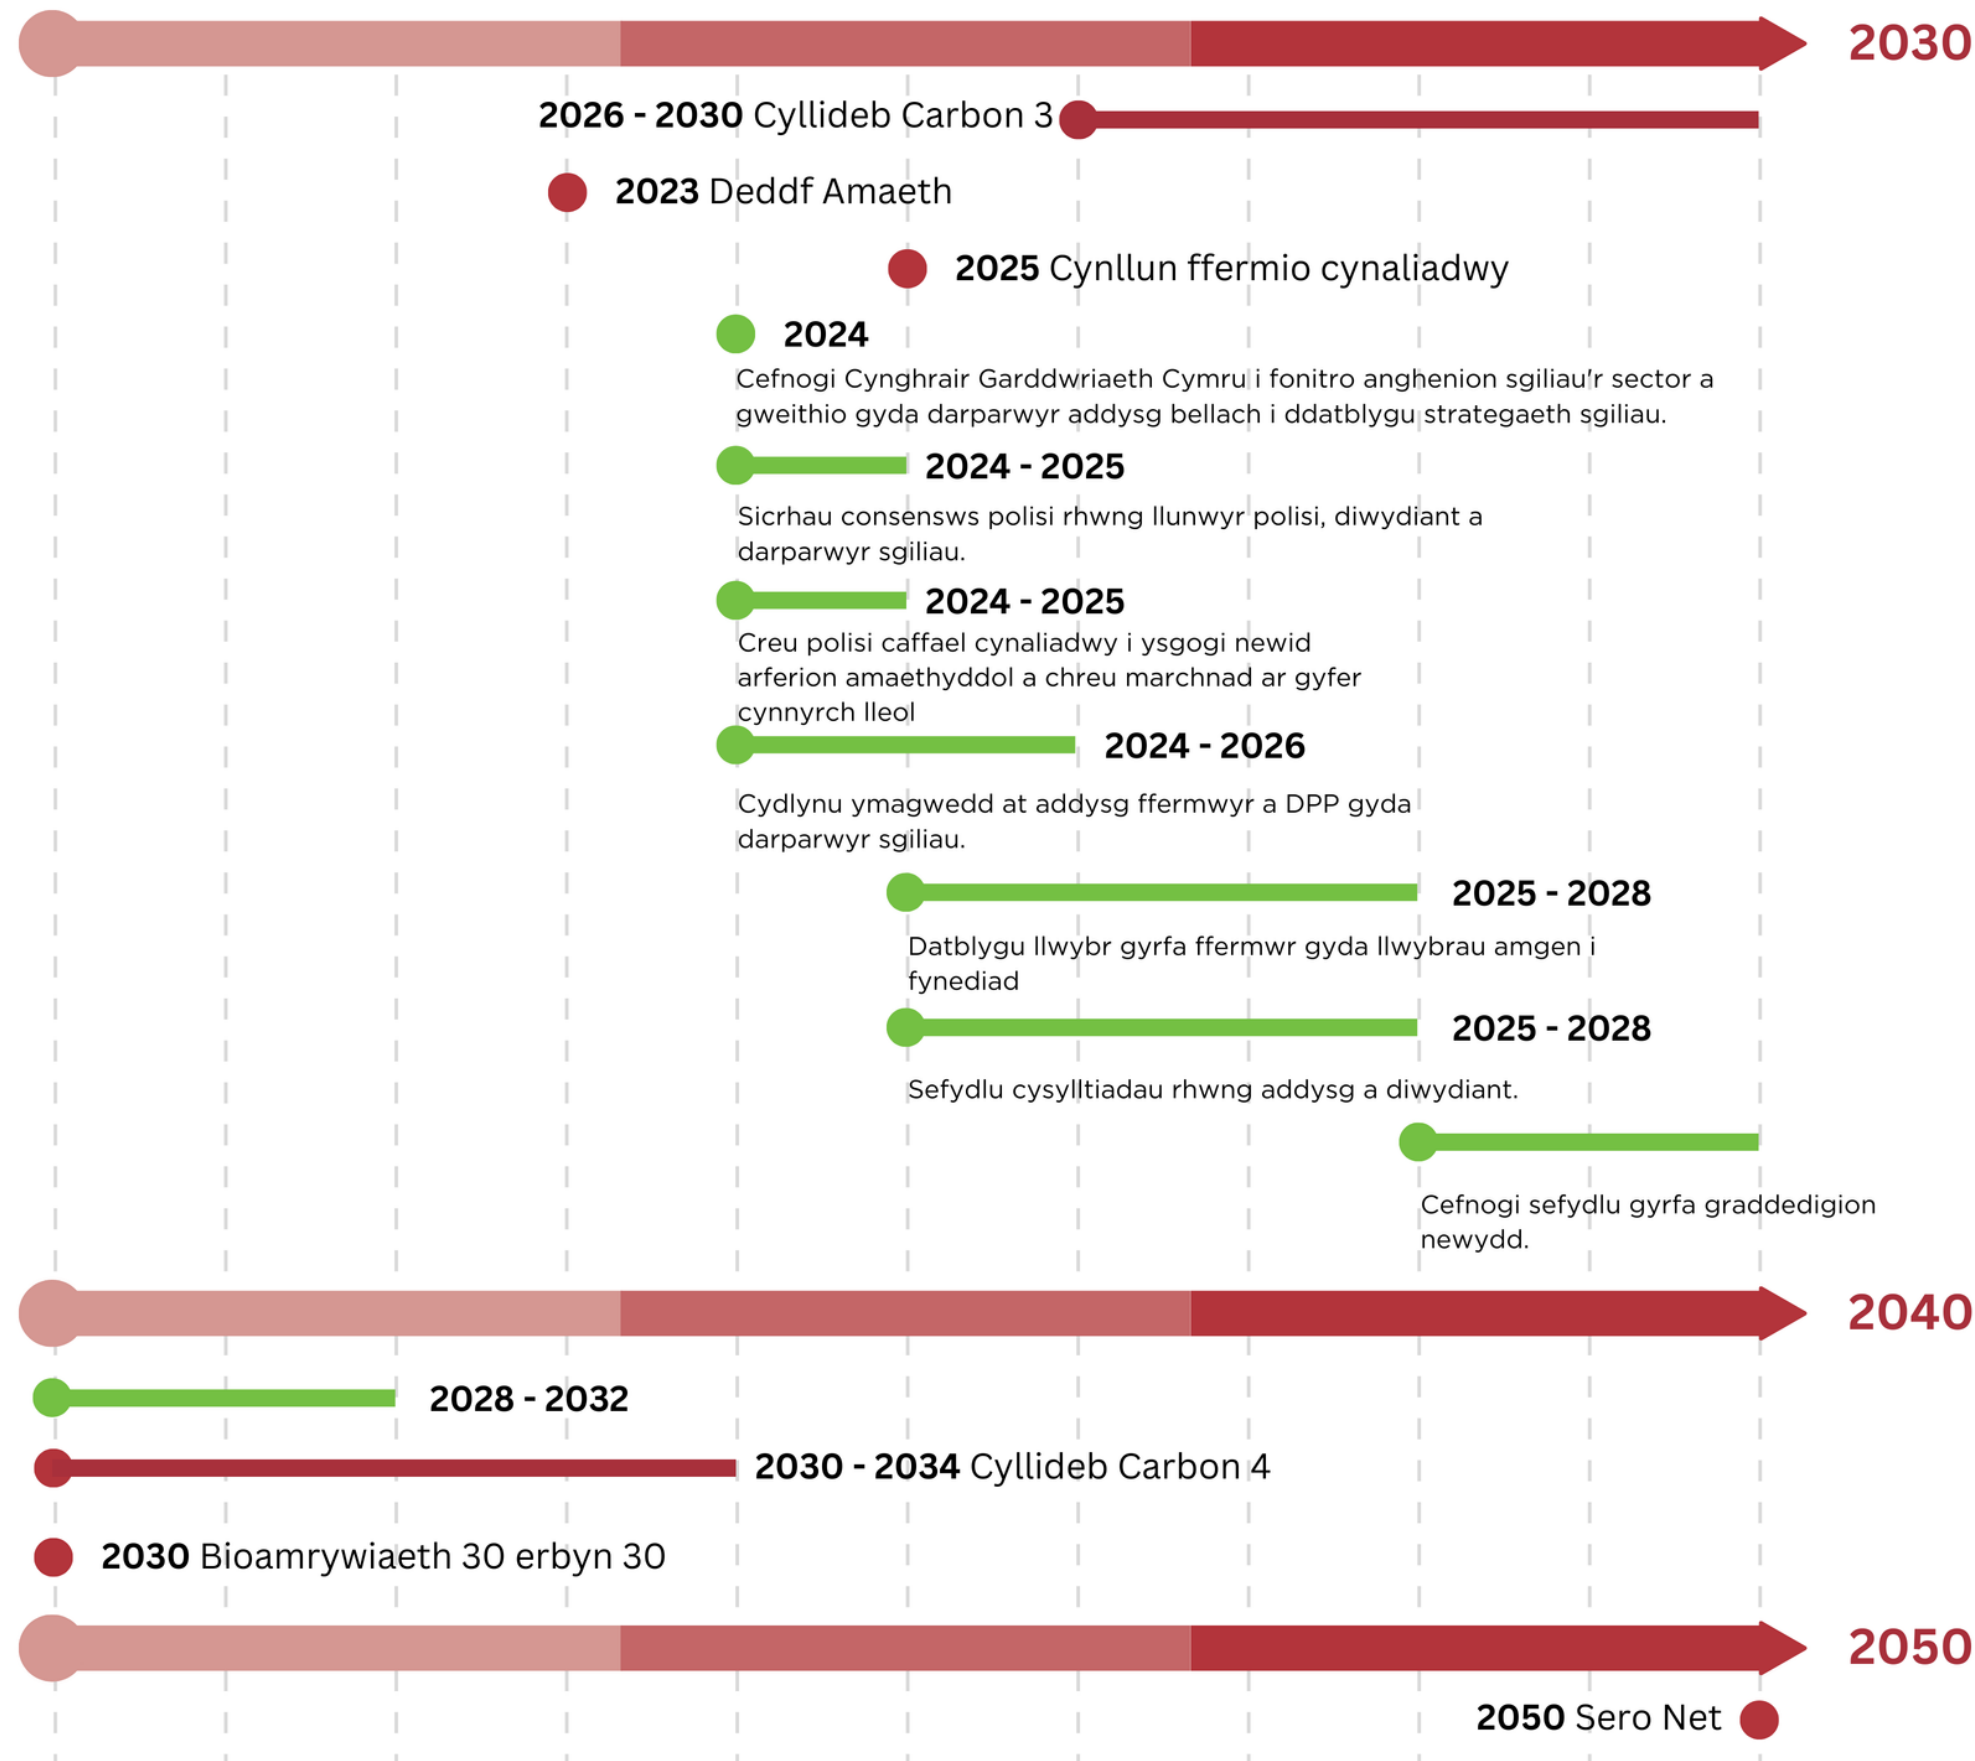 2030
2026 - 2030 Cyllideb Carbon 3
2023 Deddf Amaeth
2025 Cynllun ffermio cynaliadwy
2024
Cefnogi Cynghrair Garddwriaeth Cymru i fonitro anghenion sgiliau'r sector a
gweithio gyda darparwyr addysg bellach i ddatblygu strategaeth sgiliau.
2024 - 2025
Sicrhau consensws polisi rhwng llunwyr polisi, diwydiant a
darparwyr sgiliau.
2024 - 2025
Creu polisi caffael cynaliadwy i ysgogi newid
arferion amaethyddol a chreu marchnad ar gyfer
cynnyrch lleol
2024 - 2026
Cydlynu ymagwedd at addysg ffermwyr a DPP gyda
darparwyr sgiliau.
2025 - 2028
Datblygu llwybr gyrfa ffermwr gyda llwybrau amgen i
fynediad
2025 - 2028
Sefydlu cysylltiadau rhwng addysg a diwydiant.
Cefnogi sefydlu gyrfa graddedigion
newydd.
2040
2028 - 2032
2030 - 2034 Cyllideb Carbon 4
2030 Bioamrywiaeth 30 erbyn 30
2050
2050 Sero Net